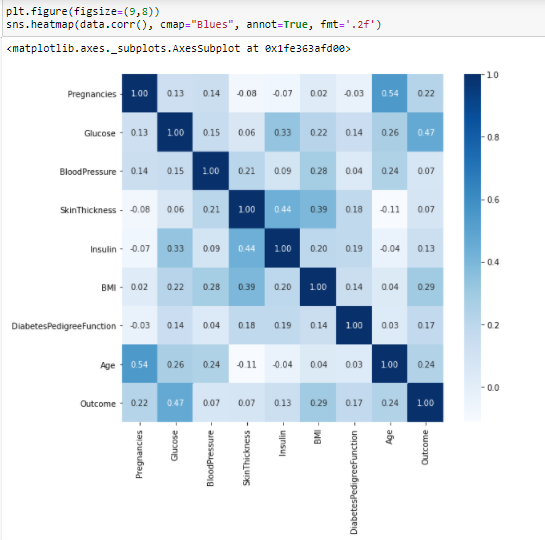 plt.figure(figsize=(9,8))
sns.heatmap(data.corr(), cmap="Blues", annot=True, fmt='.2f')
<matplotlib.axes._subplots.AxesSubplot at 0x1fe363afd00>
Pregnancies 1.00 0.13 0.14 -0.08 -0.07 0.02 -0.03 0.54 0.22
Glucose 0.13 1.00 0.15 0.06 0.33 0.22 0.14 0.26 0.47
BloodPressure 0.14 0.15 1.00 0.21 0.09 0.28 0.04 0.24 0.07
SkinThickness -0.08 0.06 0.21 1.00 0.44 0.39 0.18 -0.11 0.07
Insulin -0.07 0.33 0.09 0.44 1.00 0.20 0.19 -0.04 0.13
BMI 0.02 0.22 0.28 0.39 0.20 1.00 0.14 0.04 0.29
DiabetesPedigreeFunction -0.03 0.14 0.04 0.18 0.19 0.14 1.00 0.03 0.17
Age 0.54 0.26 0.24 -0.11 -0.04 0.04 0.03 1.00 0.24
Outcome 0.22 0.47 0.07 0.07 0.13 0.29 0.17 0.24 1.00
Pregnancies
Glucose
BloodPressure
SkinThickness
Insulin
BMI
DiabetesPedigreeFunction
Age
Outcome
1.0
0.8
0.6
0.4
0.2
0.0